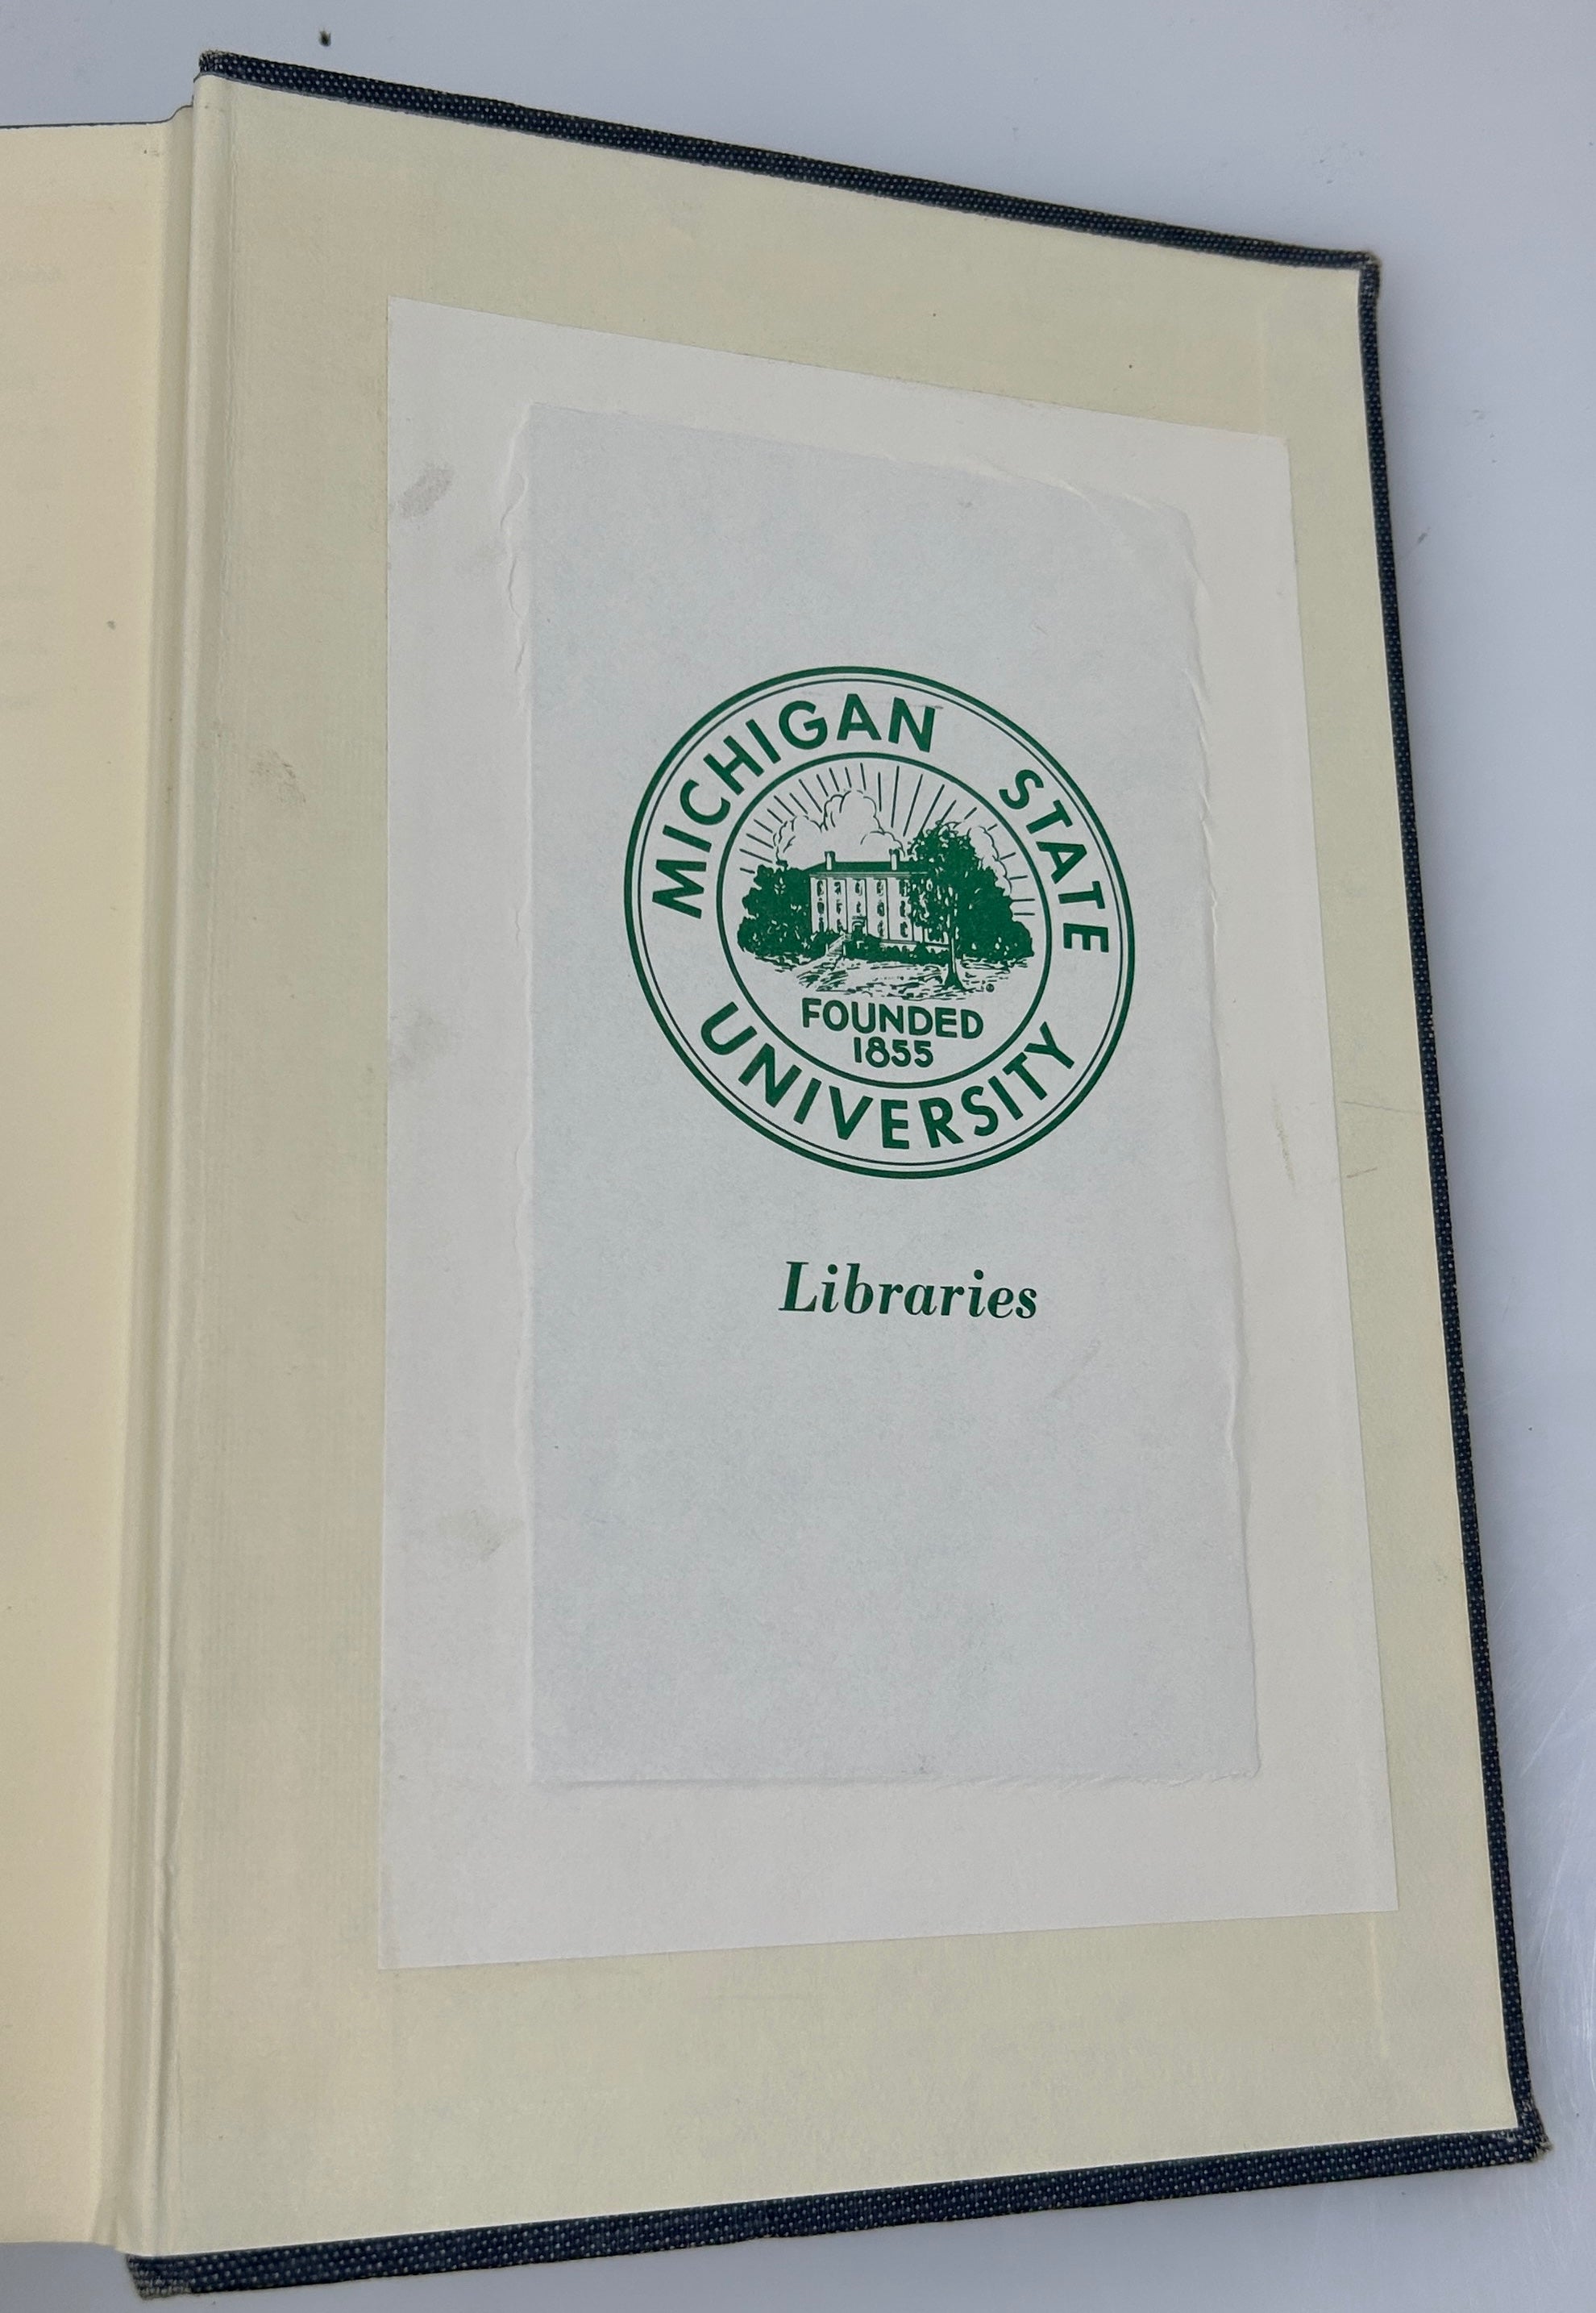 MICHIGAN STATE
FOUNDED
1855
UNIVERSITY
Libraries